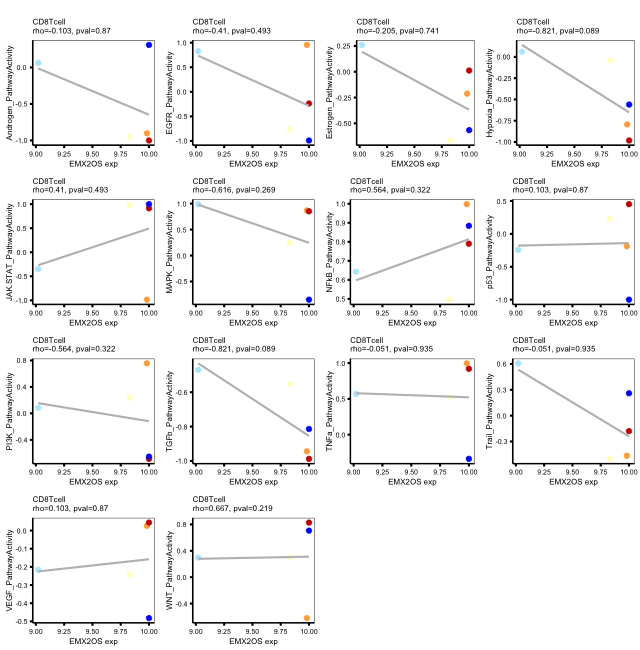 CD8Tcell
rho=-0.103, pval=0.87
Androgen_PathwayActivity
0.0
-0.5
-1.0
9.00 9.25 9.50 9.75 10.00
EMX2OS exp
CD8Tcell
rho=-0.41, pval=0.493
EGFR_PathwayActivity
1.0
0.5
0.0
-0.5
-1.0
9.00 9.25 9.50 9.75 10.00
EMX2OS exp
CD8Tcell
rho=-0.205, pval=0.741
Estrogen_PathwayActivity
0.25
0.00
-0.25
-0.50
9.00 9.25 9.50 9.75 10.00
EMX2OS exp
CD8Tcell
rho=-0.821, pval=0.089
Hypoxia_PathwayActivity
0.00
-0.25
-0.50
-0.75
-1.00
9.00 9.25 9.50 9.75 10.00
EMX2OS exp
CD8Tcell
rho=0.41, pval=0.493
JAK-STAT_PathwayActivity
1.0
0.5
0.0
-0.5
-1.0
9.00 9.25 9.50 9.75 10.00
EMX2OS exp
CD8Tcell
rho=-0.616, pval=0.269
MAPK_PathwayActivity
1.0
0.5
0.0
-0.5
9.00 9.25 9.50 9.75 10.00
EMX2OS exp
CD8Tcell
rho=0.564, pval=0.322
NFkB_PathwayActivity
1.0
0.9
0.8
0.7
0.6
0.5
9.00 9.25 9.50 9.75 10.00
EMX2OS exp
CD8Tcell
rho=0.103, pval=0.87
p53_PathwayActivity
0.5
0.0
-0.5
-1.0
9.00 9.25 9.50 9.75 10.00
EMX2OS exp
CD8Tcell
rho=-0.564, pval=0.322
PI3K_PathwayActivity
0.8
0.4
0.0
-0.4
9.00 9.25 9.50 9.75 10.00
EMX2OS exp
CD8Tcell
rho=-0.821, pval=0.089
TGFb_PathwayActivity
-0.6
-0.8
-1.0
9.00 9.25 9.50 9.75 10.00
EMX2OS exp
CD8Tcell
rho=-0.051, pval=0.935
TNFa_PathwayActivity
1.0
0.5
0.0
9.00 9.25 9.50 9.75 10.00
EMX2OS exp
CD8Tcell
rho=-0.051, pval=0.935
Trail_PathwayActivity
0.6
0.3
0.0
-0.3
9.00 9.25 9.50 9.75 10.00
EMX2OS exp
CD8Tcell
rho=0.103, pval=0.87
VEGF_PathwayActivity
0.0
-0.1
-0.2
-0.3
-0.4
-0.5
9.00 9.25 9.50 9.75 10.00
EMX2OS exp
CD8Tcell
rho=0.667, pval=0.219
WNT_PathwayActivity
0.8
0.4
0.0
-0.4
9.00 9.25 9.50 9.75 10.00
EMX2OS exp